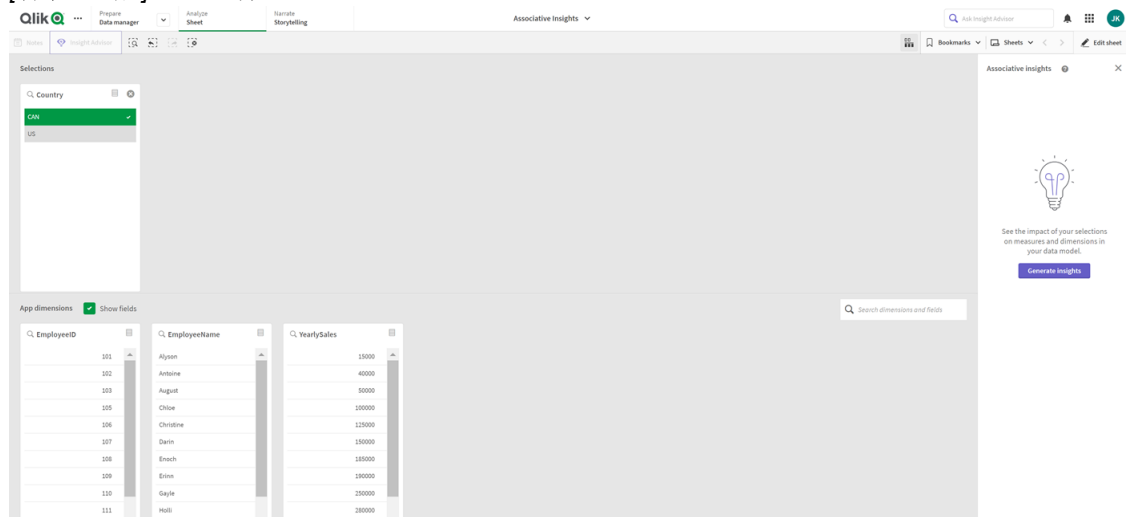 Qlik
Prepare
Data manager
Analyze
Sheet
Narrate
Storytelling
Associative Insights
Ask Insight Advisor
JK
Notes
Insight Advisor
Bookmarks
Sheets
Edit sheet
Selections
Country
CAN
US
Associative insights
See the impact of your selections
on measures and dimensions in
your data model.
Generate insights
App dimensions
Show fields
Search dimensions and fields
EmployeeID
EmployeeName
YearlySales
101 Alyson 15000
102 Antoine 40000
103 August 50000
105 Chloe 100000
106 Christine 125000
107 Darin 150000
108 Enoch 185000
109 Erinn 190000
110 Gayle 250000
111 Holli 280000